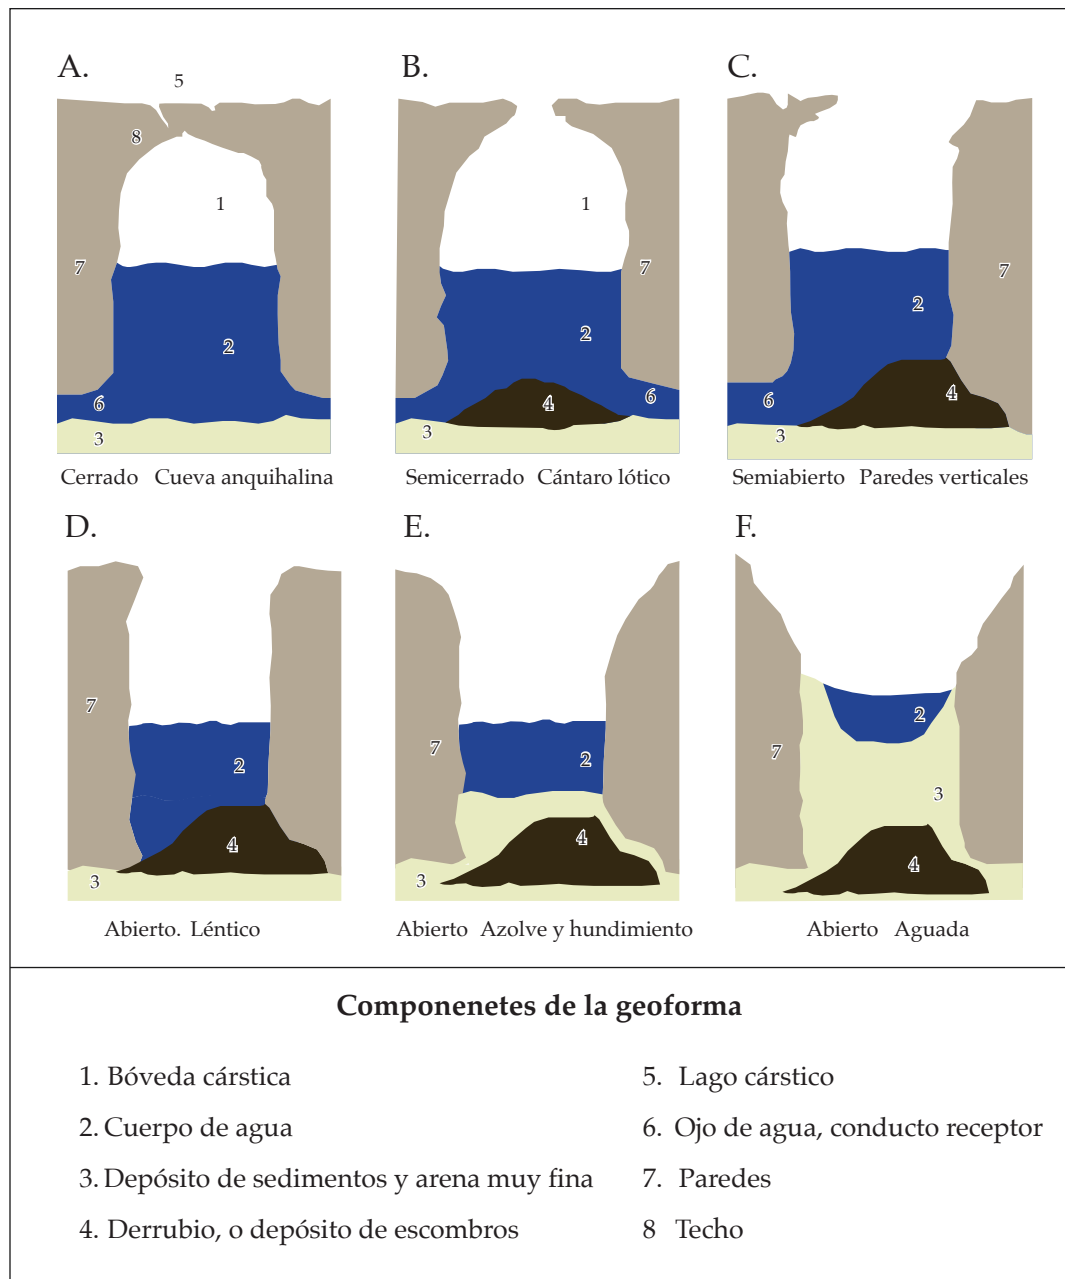 A.
B.
C.
5
8
1
7
2
6
3
1
7
2
6
4
3
7
2
6
4
3
Cerrado Cueva anquihalina
Semicerrado Cántaro lótico
Semiabierto Paredes verticales
D.
E.
F.
7
2
4
3
7
2
4
3
2
7
3
4
Abierto. Léntico
Abierto Azolve y hundimiento
Abierto Aguada
Componenetes de la geoforma
1. Bóveda cárstica
2. Cuerpo de agua
3. Depósito de sedimentos y arena muy fina
4. Derrubio, o depósito de escombros
5. Lago cárstico
6. Ojo de agua, conducto receptor
7. Paredes
8 Techo